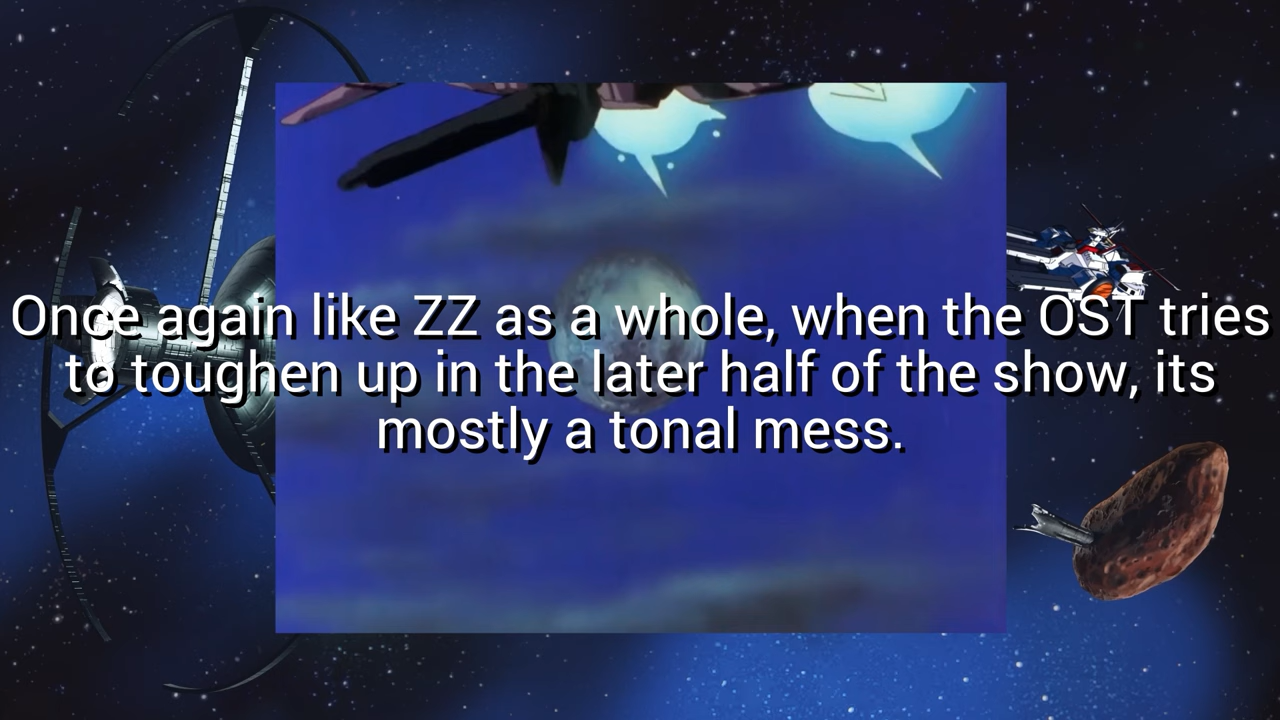 Once again like ZZ as a whole, when the OST tries
to toughen up in the later half of the show, its
mostly a tonal mess.